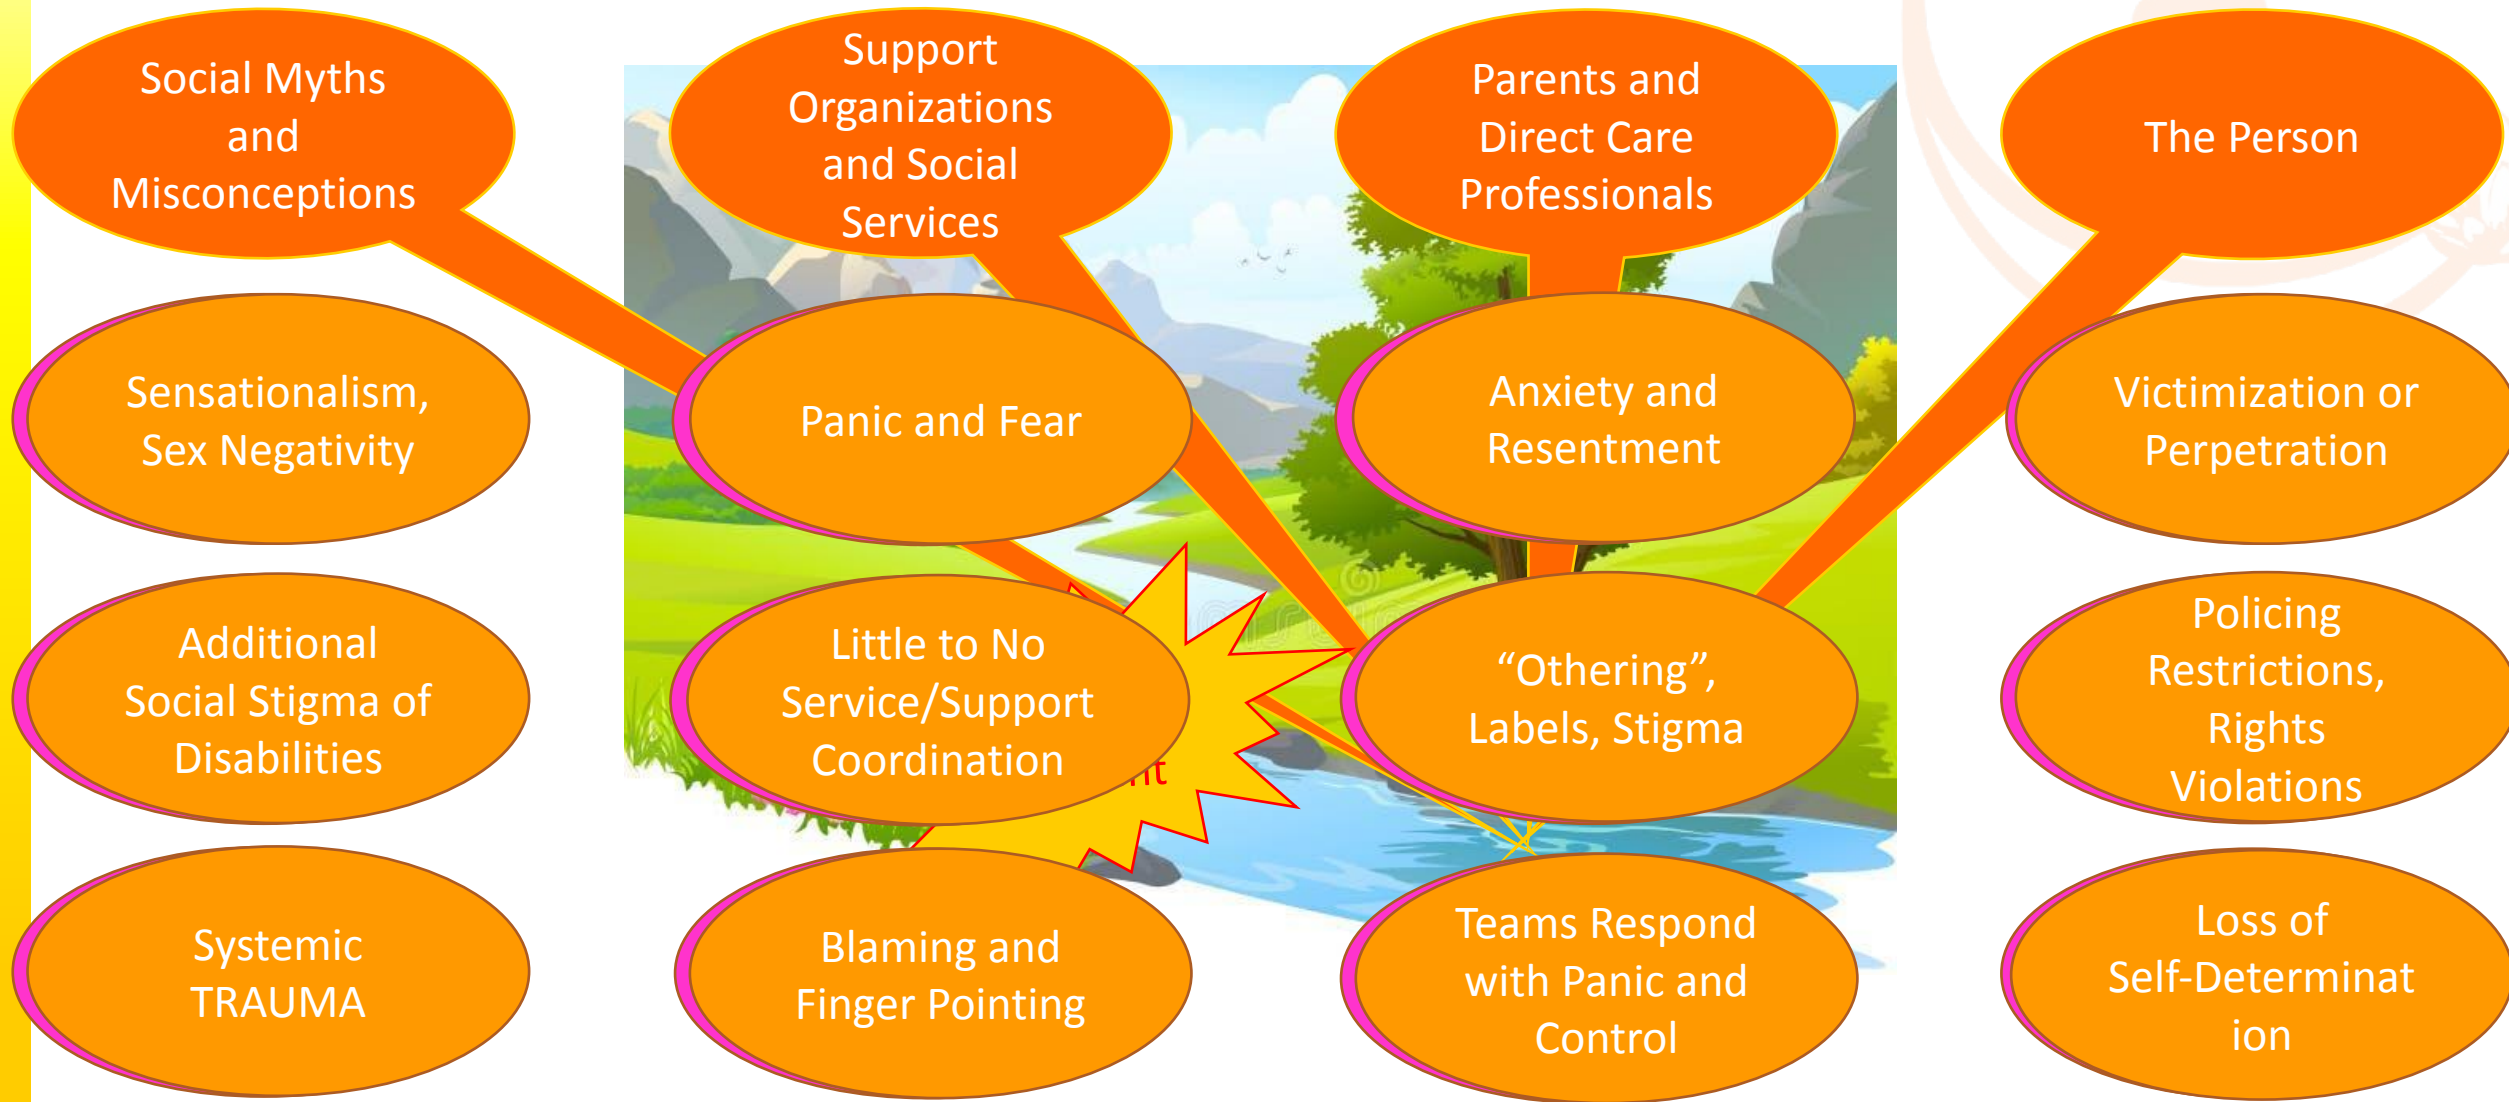 Social Myths
and
Misconceptions
Support
Organizations
and Social
Services
Parents and
Direct Care
Professionals
The Person
Sensationalism,
Sex Negativity
Panic and Fear
Anxiety and
Resentment
Victimization or
Perpetration
Additional
Social Stigma of
Disabilities
Little to No
Service/Support
Coordination
“Othering”,
Labels, Stigma
Policing
Restrictions,
Rights
Violations
Systemic
TRAUMA
Blaming and
Finger Pointing
Teams Respond
with Panic and
Control
Loss of
Self-Determinat
ion